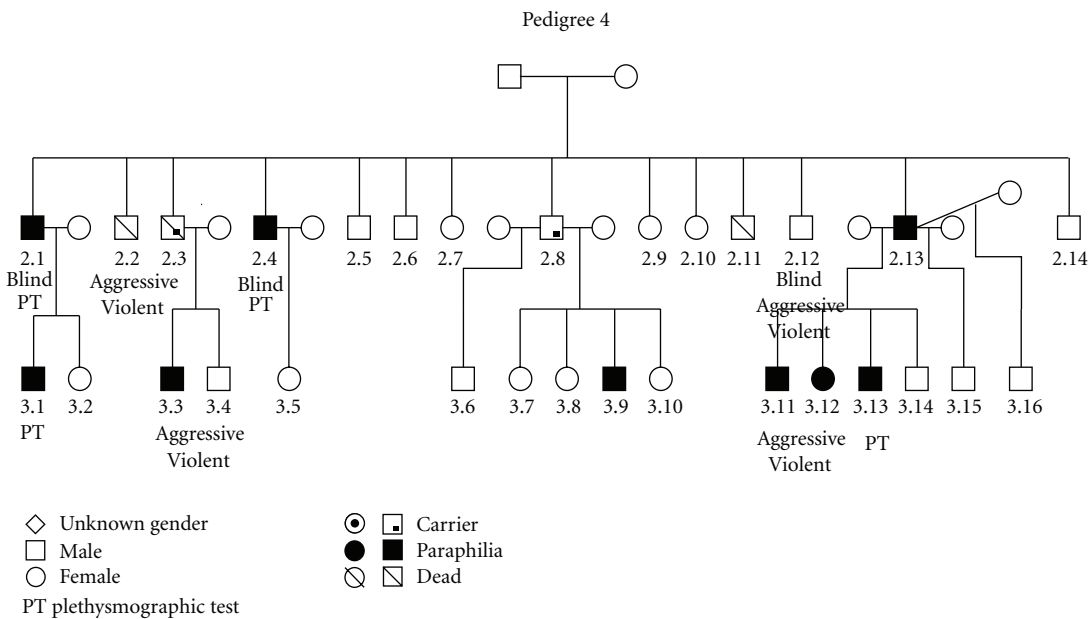 Pedigree 4
2.1 2.2 2.3 2.4 2.5 2.6 2.7 2.8 2.9 2.10 2.11 2.12 2.13 2.14
Blind Aggressive Blind Blind
PT Violent PT Aggressive
Violent
3.1 3.2 3.3 3.4 3.5 3.6 3.7 3.8 3.9 3.10 3.11 3.12 3.13 3.14 3.15 3.16
PT Aggressive Aggressive PT
Violent Violent
Unknown gender Carrier
Male Paraphilia
Female Dead
PT plethysmographic test